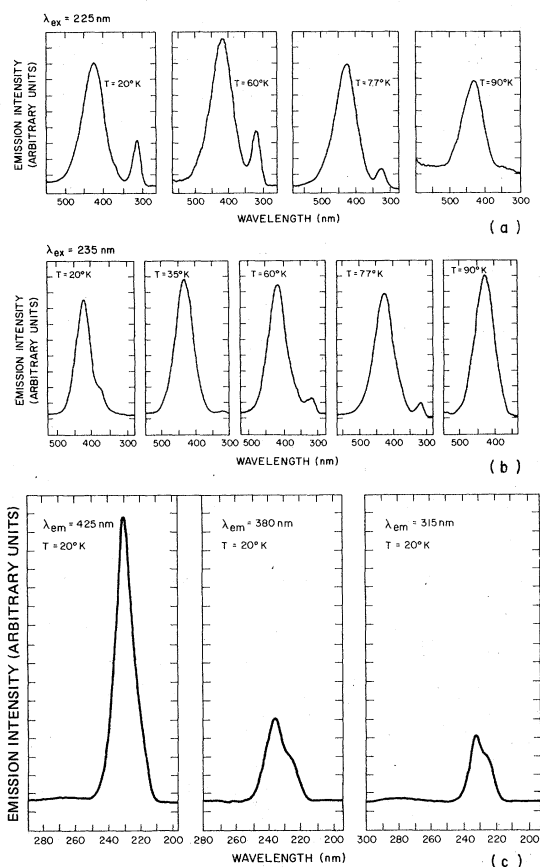 λex = 225 nm
EMISSION INTENSITY
(ARBITRARY UNITS)
T = 20°K
T = 60°K
T = 77°K
T = 90°K
500 400 300
500 400 300
500 400 300
500 400 300
WAVELENGTH (nm)
(a)
λex = 235 nm
EMISSION INTENSITY
(ARBITRARY UNITS)
T = 20°K
T = 35°K
T = 60°K
T = 77°K
T = 90°K
500 400 300
500 400 300
500 400 300
500 400 300
500 400
WAVELENGTH (nm)
(b)
EMISSION INTENSITY (ARBITRARY UNITS)
λem = 425 nm
T = 20°K
λem = 380 nm
T = 20°K
λem = 315 nm
T = 20°K
280 260 240 220 200
280 260 240 220 200
300 280 260 240 220 200
WAVELENGTH (nm)
(c)